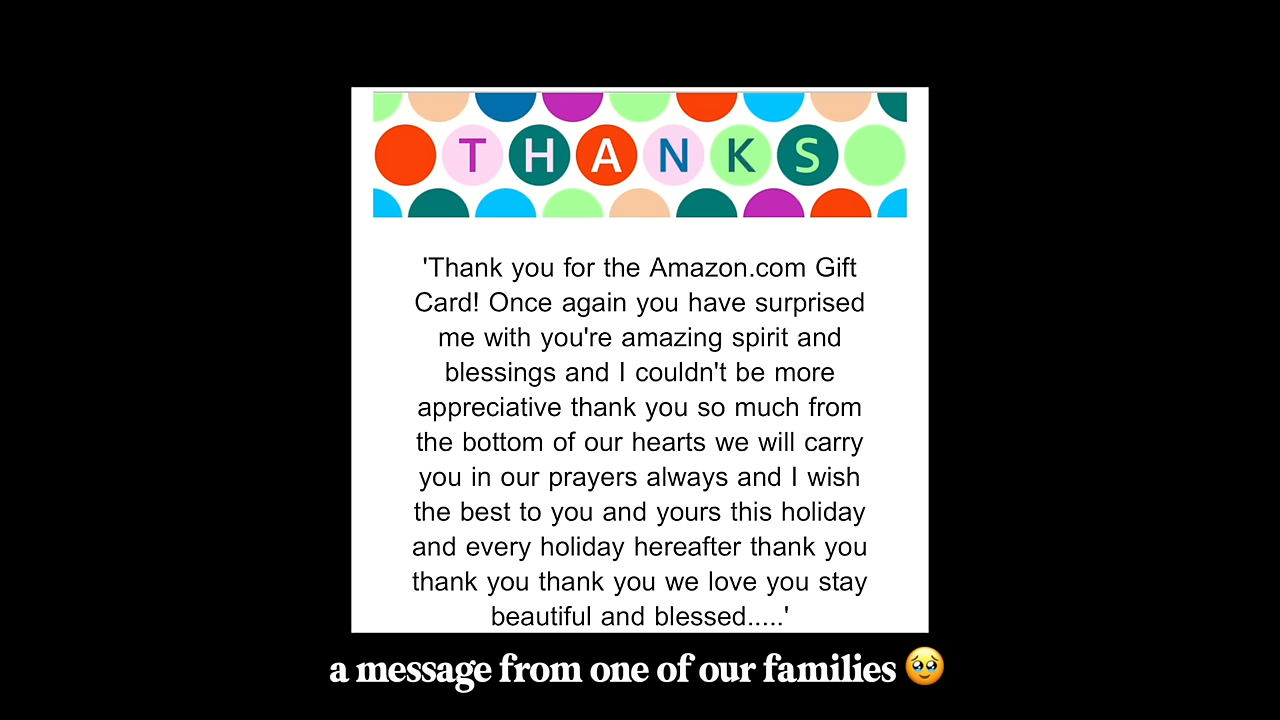 THANKS
'Thank you for the Amazon.com Gift
Card! Once again you have surprised
me with you're amazing spirit and
blessings and I couldn't be more
appreciative thank you so much from
the bottom of our hearts we will carry
you in our prayers always and I wish
the best to you and yours this holiday
and every holiday hereafter thank you
thank you thank you we love you stay
beautiful and blessed.....'
a message from one of our families 🥹